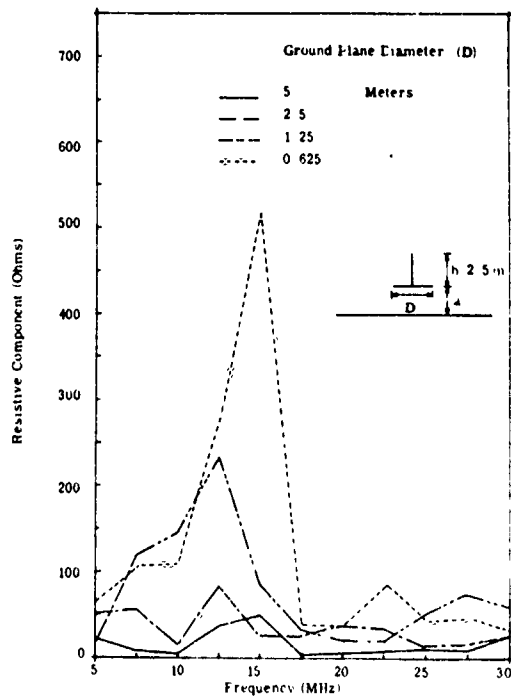 700
600
500
400
300
200
100
0
Resistive Component (Ohms)
Ground Plane Diameter (D)
5 Meters
2 5
1 25
0 625
h 2 5 m
D
5 10 15 20 25 30
Frequency (MHz)